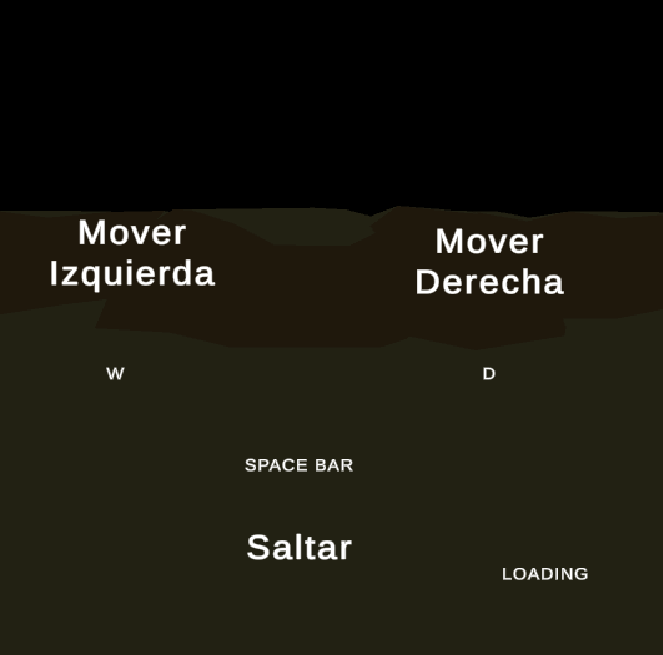 Mover
Izquierda
Mover
Derecha
W
D
SPACE BAR
Saltar
LOADING